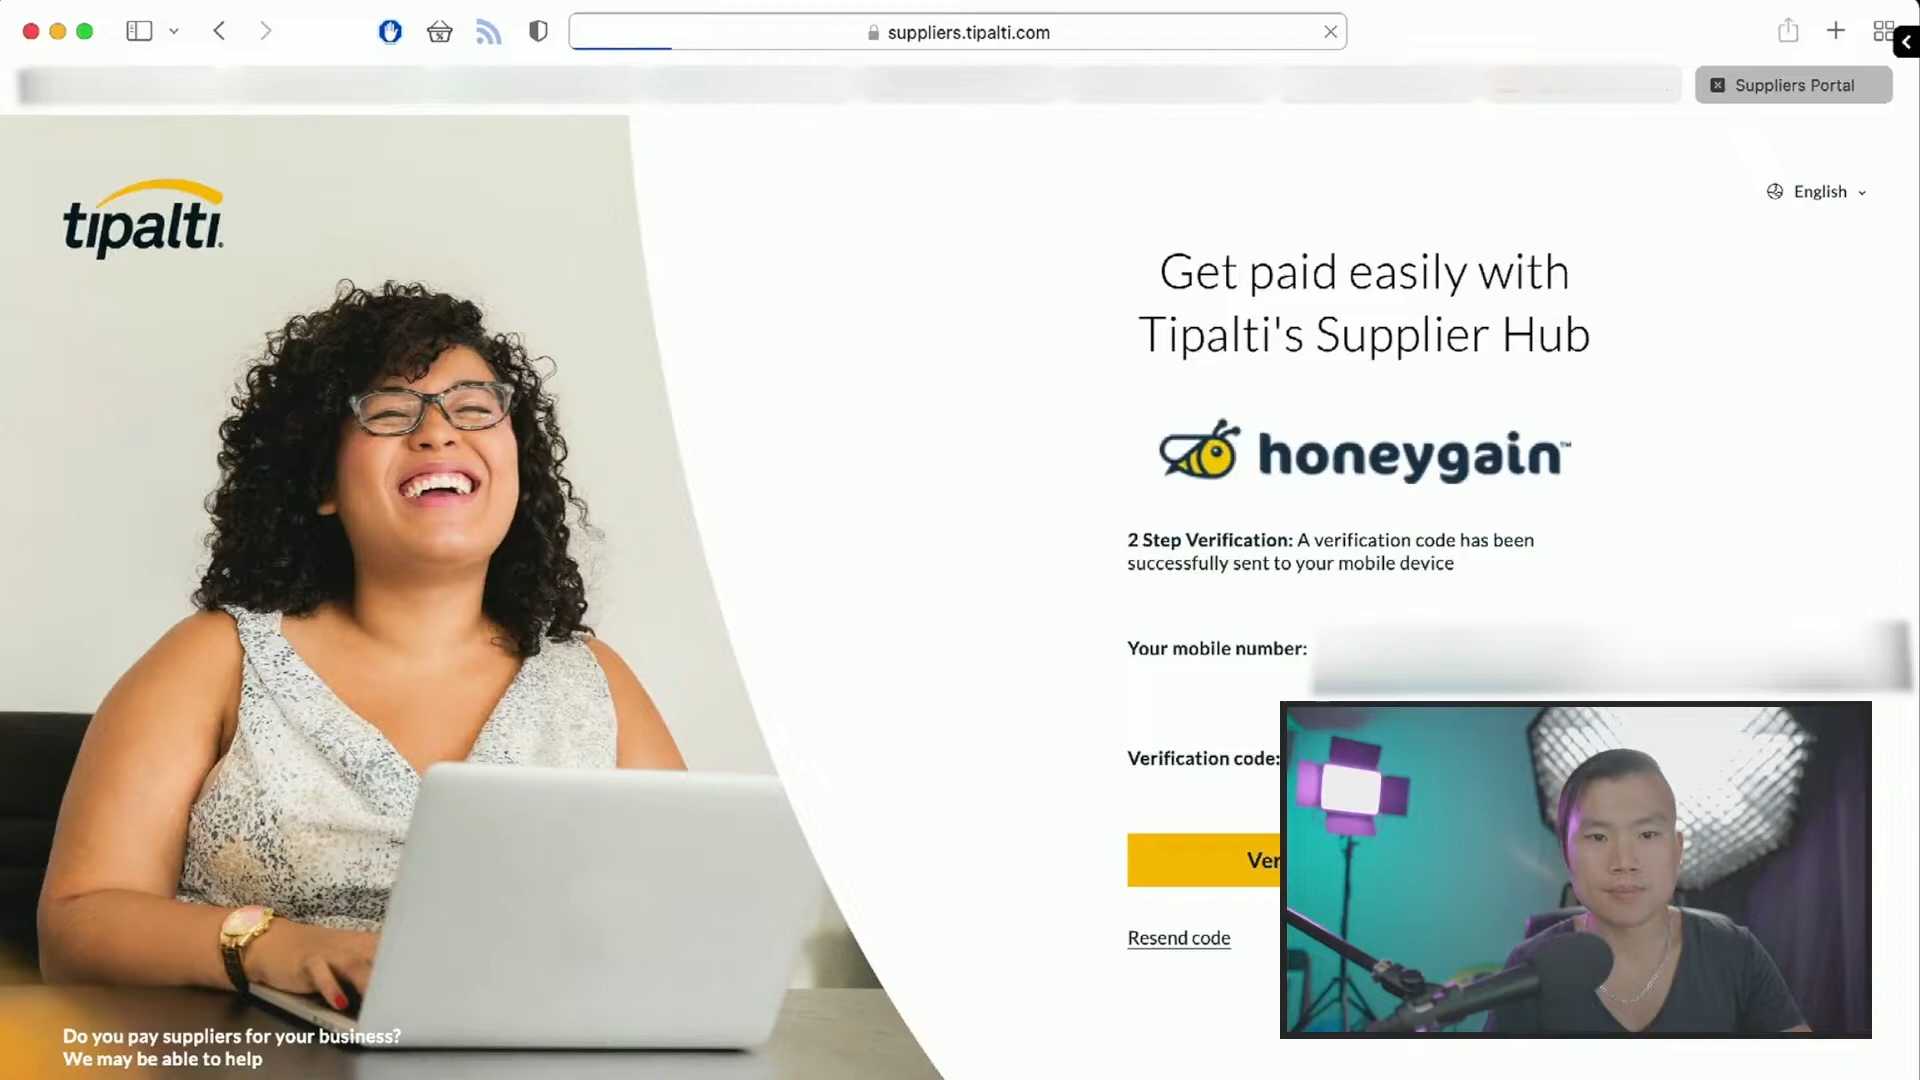 suppliers.tipalti.com
Suppliers Portal
tipalti
English
Get paid easily with
Tipalti's Supplier Hub
honeygain™
2 Step Verification: A verification code has been
successfully sent to your mobile device
Your mobile number:
Verification code:
Ver
Resend code
Do you pay suppliers for your business?
We may be able to help